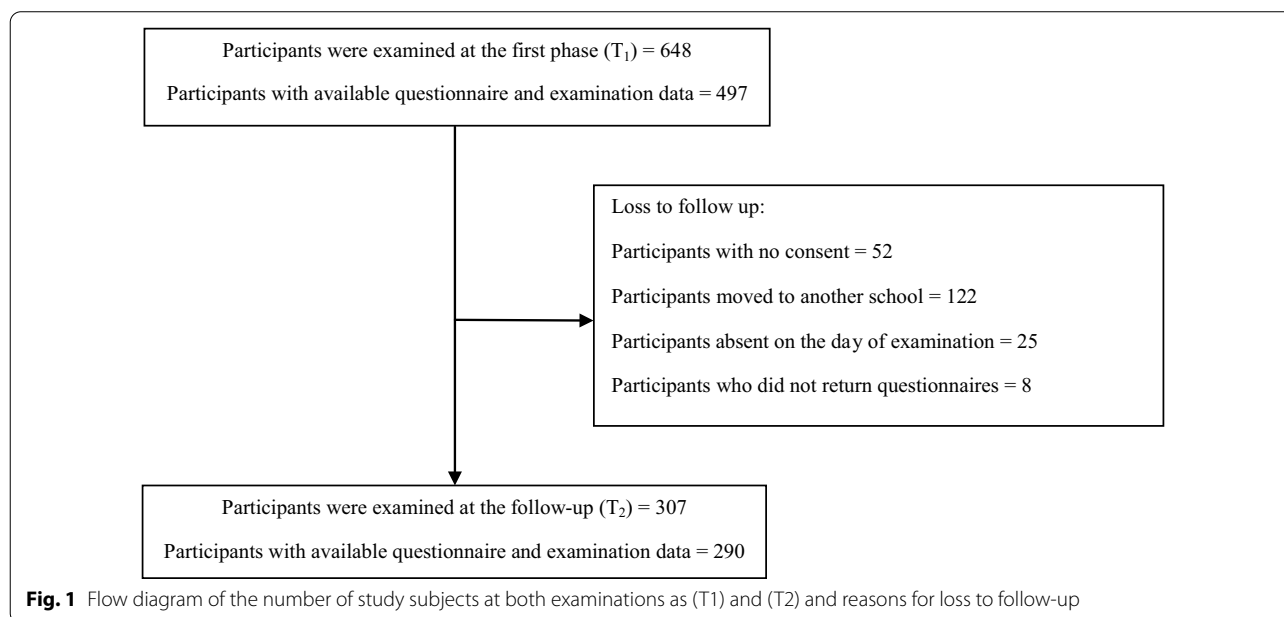 Participants were examined at the first phase (T₁) = 648
Participants with available questionnaire and examination data = 497
Loss to follow up:
Participants with no consent = 52
Participants moved to another school = 122
Participants absent on the day of examination = 25
Participants who did not return questionnaires = 8
Participants were examined at the follow-up (T₂) = 307
Participants with available questionnaire and examination data = 290
Fig. 1 Flow diagram of the number of study subjects at both examinations as (T1) and (T2) and reasons for loss to follow-up